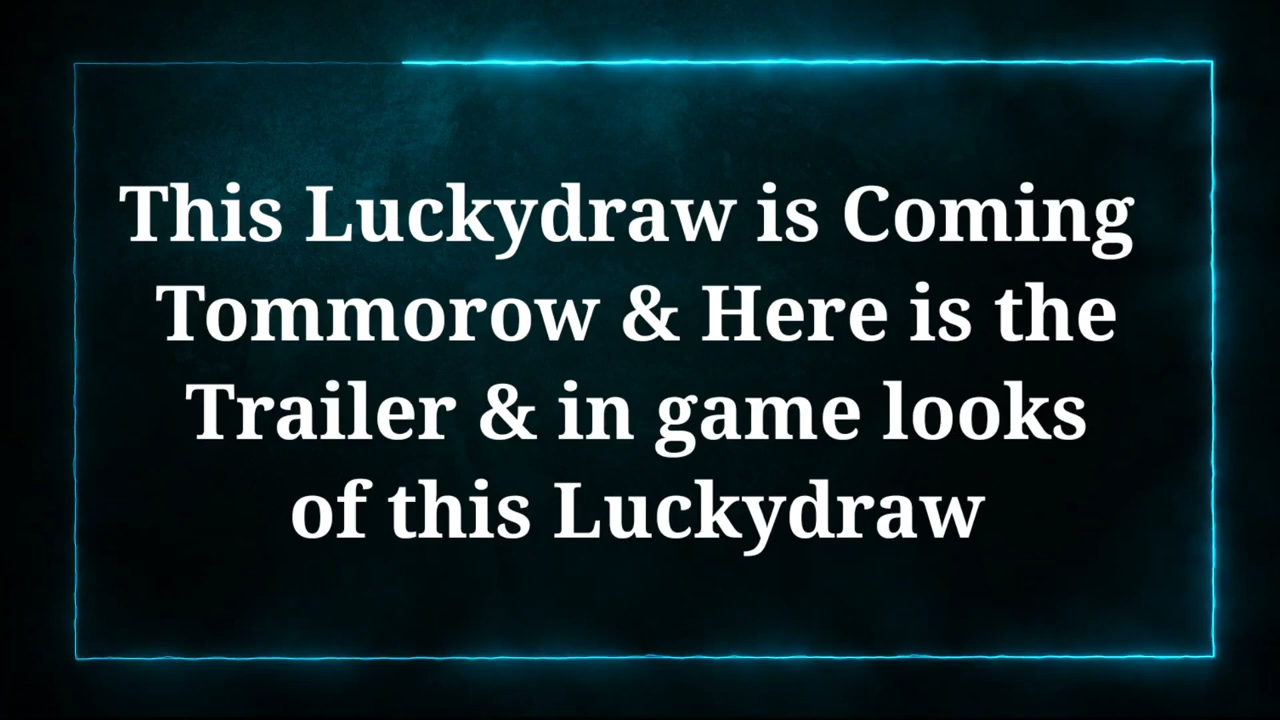 This Luckydraw is Coming
Tommorow & Here is the
Trailer & in game looks
of this Luckydraw